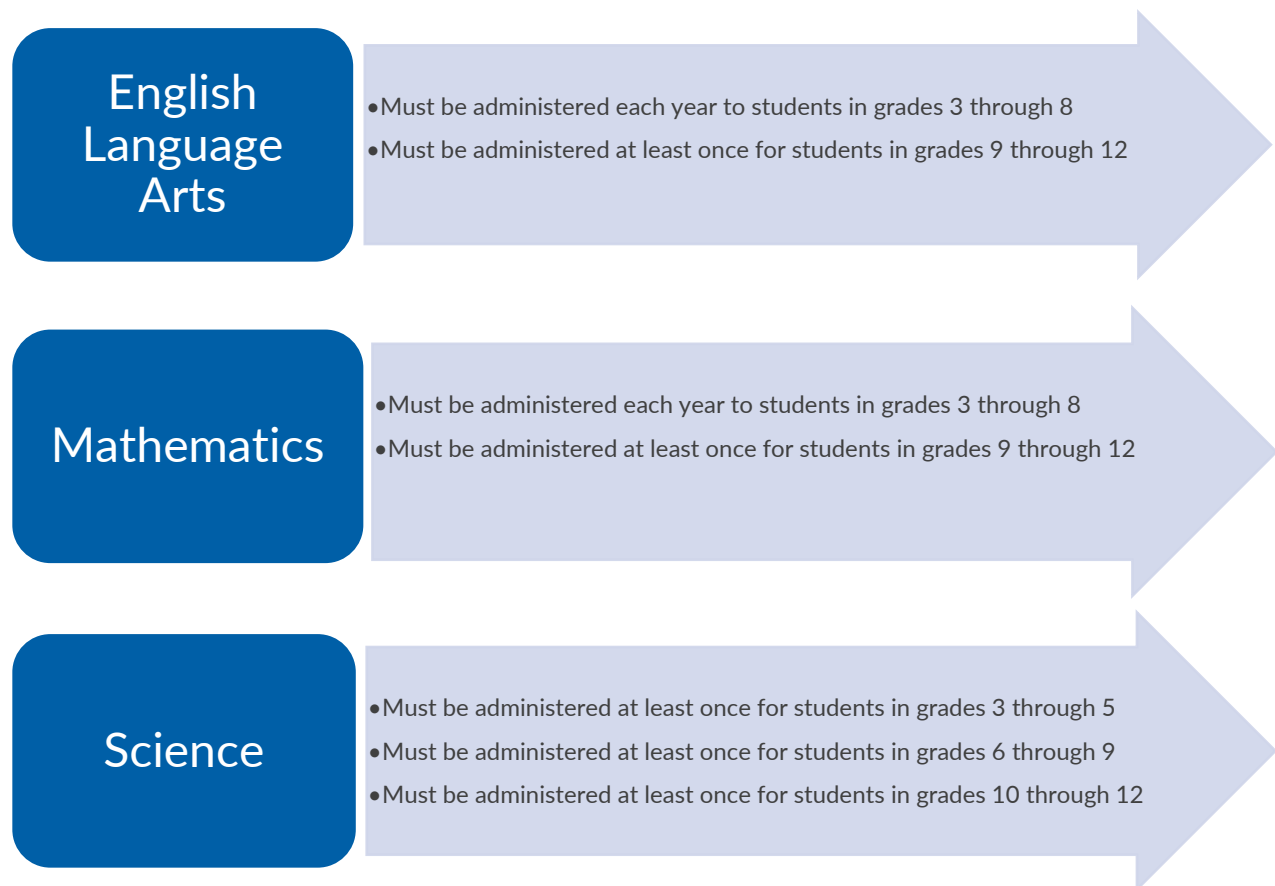 English
Language
Arts
•Must be administered each year to students in grades 3 through 8
•Must be administered at least once for students in grades 9 through 12
Mathematics
•Must be administered each year to students in grades 3 through 8
•Must be administered at least once for students in grades 9 through 12
Science
•Must be administered at least once for students in grades 3 through 5
•Must be administered at least once for students in grades 6 through 9
•Must be administered at least once for students in grades 10 through 12